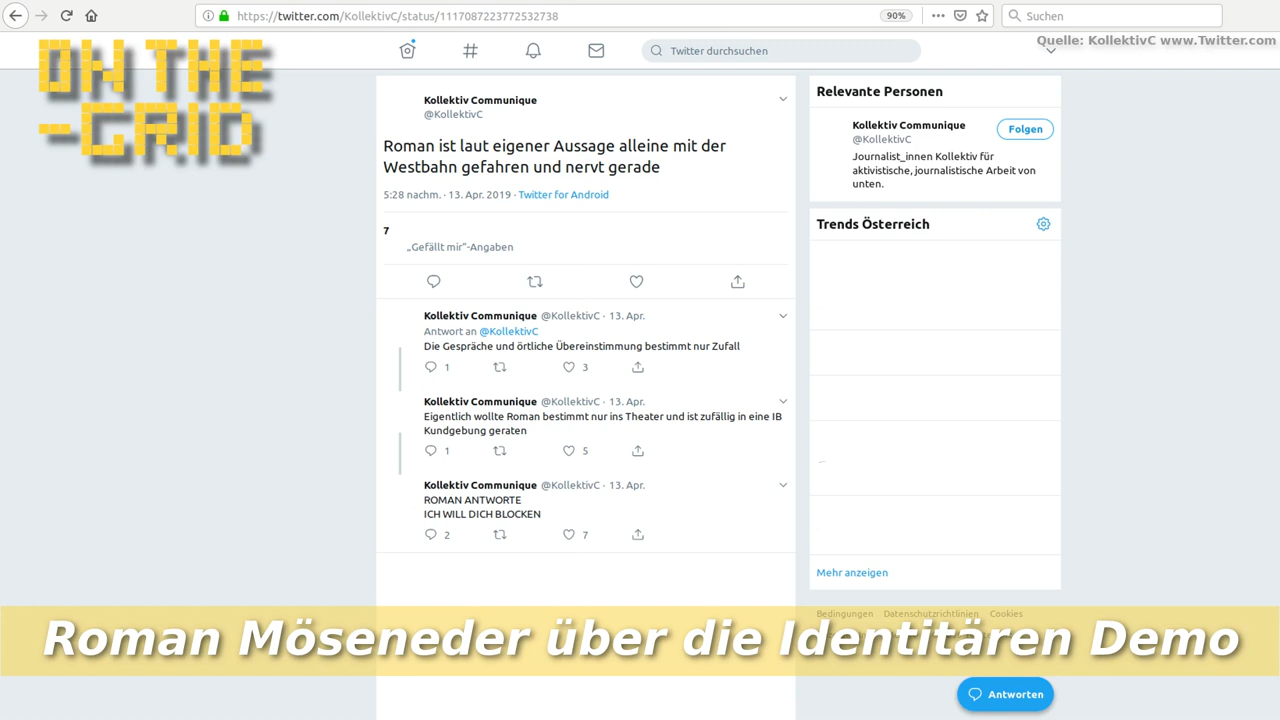 https://twitter.com/KollektivC/status/1117087223772532738
90%
Suchen
ON THE
-GRID
Twitter durchsuchen
Quelle: KollektivC www.Twitter.com
Kollektiv Communique
@KollektivC
Roman ist laut eigener Aussage alleine mit der
Westbahn gefahren und nervt gerade
5:28 nachm. · 13. Apr. 2019 · Twitter for Android
7
„Gefällt mir“-Angaben
Kollektiv Communique @KollektivC · 13. Apr.
Antwort an @KollektivC
Die Gespräche und örtliche Übereinstimmung bestimmt nur Zufall
1 3
Kollektiv Communique @KollektivC · 13. Apr.
Eigentlich wollte Roman bestimmt nur ins Theater und ist zufällig in eine IB
Kundgebung geraten
1 5
Kollektiv Communique @KollektivC · 13. Apr.
ROMAN ANTWORTE
ICH WILL DICH BLOCKEN
2 7
Relevante Personen
Kollektiv Communique
@KollektivC
Folgen
Journalist_innen Kollektiv für
aktivistische, journalistische Arbeit von
unten.
Trends Österreich
Mehr anzeigen
Bedingungen Datenschutzrichtlinien Cookies
Roman Möseneder über die Identitären Demo
Antworten